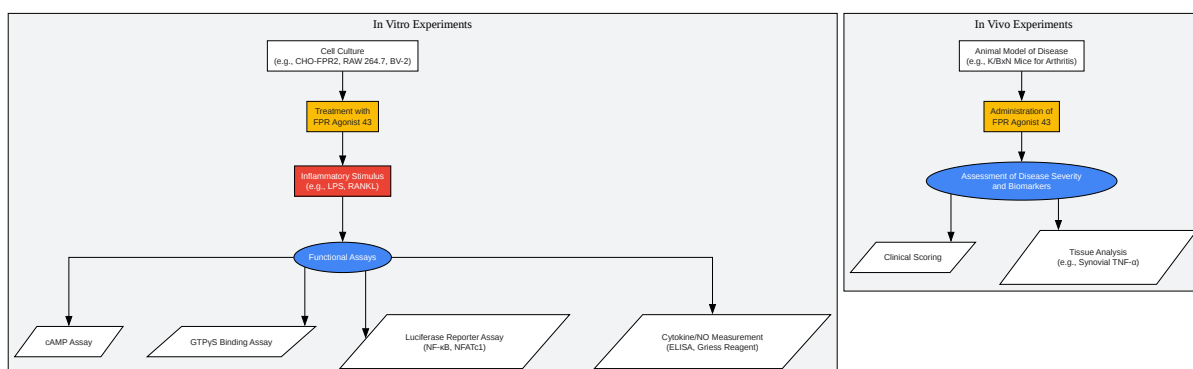 In Vitro Experiments
Cell Culture
(e.g., CHO-FPR2, RAW 264.7, BV-2)
Treatment with
FPR Agonist 43
Inflammatory Stimulus
(e.g., LPS, RANKL)
Functional Assays
cAMP Assay
GTPγS Binding Assay
Luciferase Reporter Assay
(NF-κB, NFATc1)
Cytokine/NO Measurement
(ELISA, Griess Reagent)
In Vivo Experiments
Animal Model of Disease
(e.g., K/BxN Mice for Arthritis)
Administration of
FPR Agonist 43
Assessment of Disease Severity
and Biomarkers
Clinical Scoring
Tissue Analysis
(e.g., Synovial TNF-α)